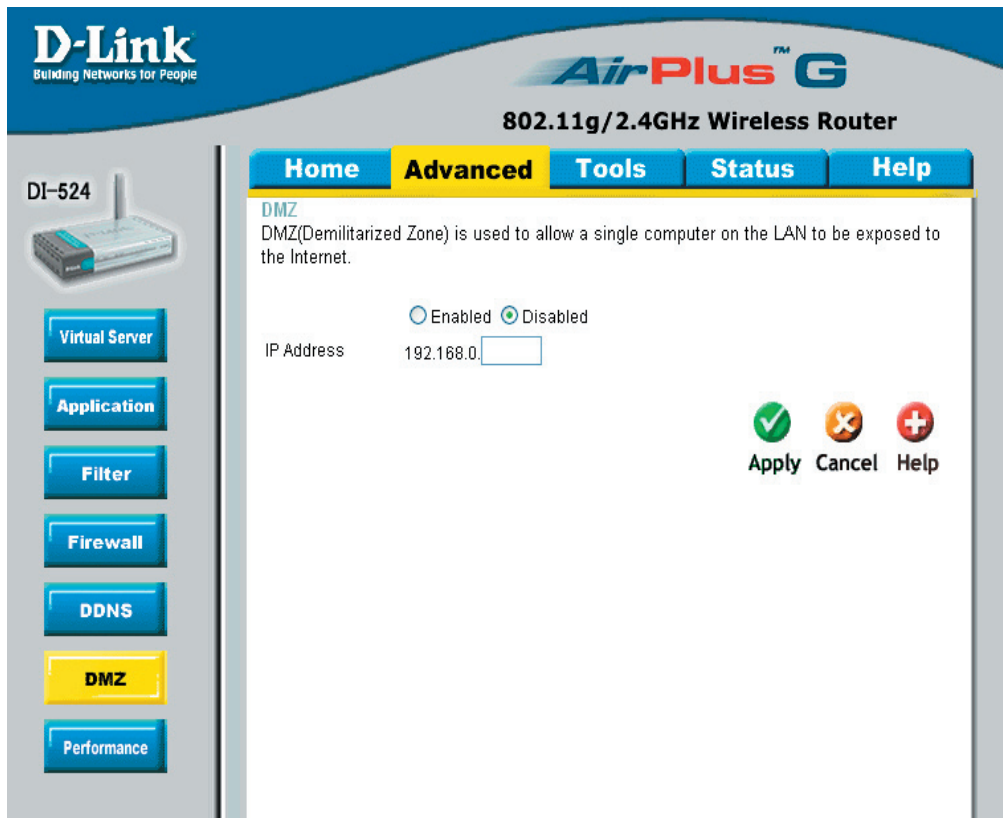 D-Link
Building Networks for People
AirPlus G
TM
802.11g/2.4GHz Wireless Router
DI-524
Home
Advanced
Tools
Status
Help
DMZ
DMZ(Demilitarized Zone) is used to allow a single computer on the LAN to be exposed to
the Internet.
Enabled Disabled
IP Address 192.168.0.
Apply Cancel Help
Virtual Server
Application
Filter
Firewall
DDNS
DMZ
Performance